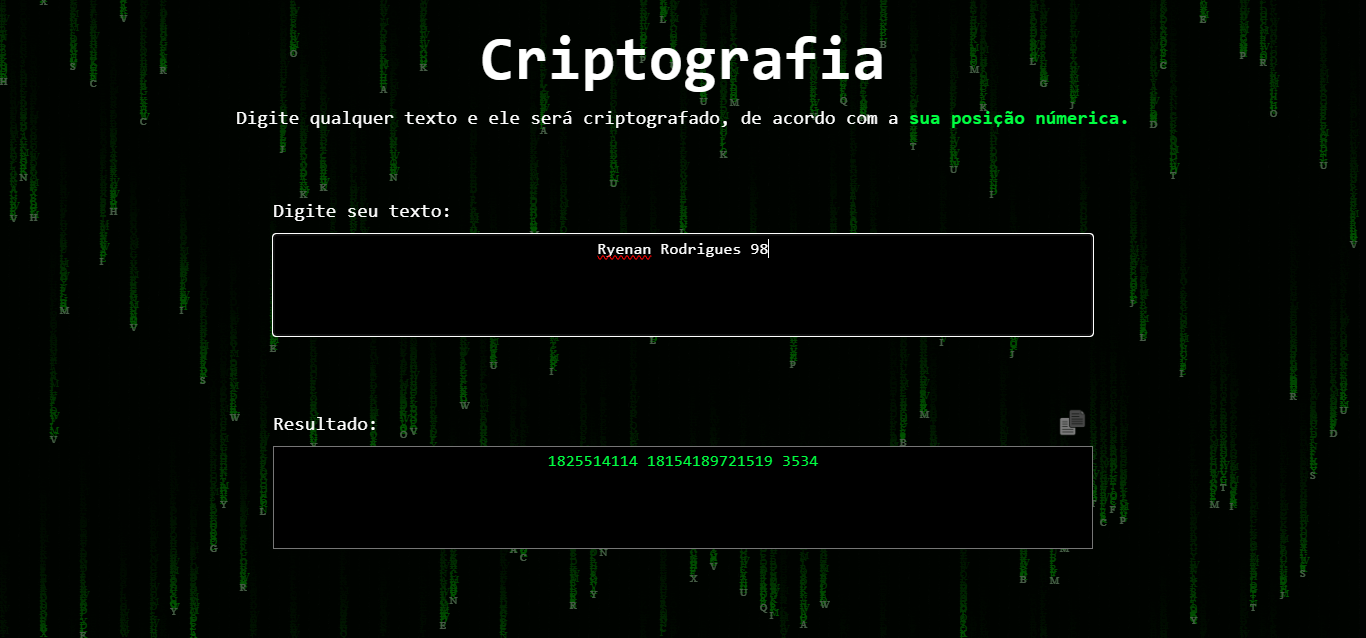 Criptografia
Digite qualquer texto e ele será criptografado, de acordo com a sua posição númerica.
Digite seu texto:
Ryenan Rodrigues 98
Resultado:
1825514114 18154189721519 3534